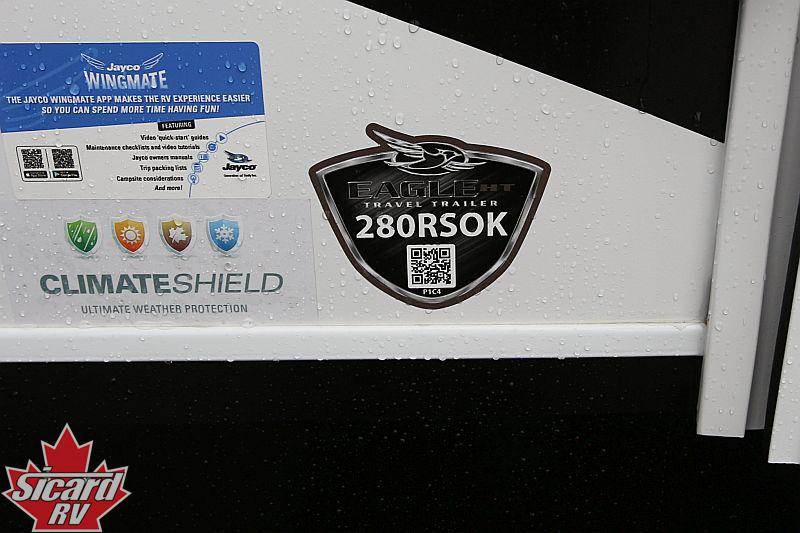 Jayco
WINGMATE
THE JAYCO WINGMATE APP MAKES THE RV EXPERIENCE EASIER
SO YOU CAN SPEND MORE TIME HAVING FUN!
FEATURING
Video 'quick-start' guides
Maintenance checklists and video tutorials
Jayco owners manuals
Trip packing lists
Campsite considerations
And more!
Jayco
CLIMATESHIELD
ULTIMATE WEATHER PROTECTION
EAGLE HT
TRAVEL TRAILER
280RSOK
P1C4
Sicard
RV